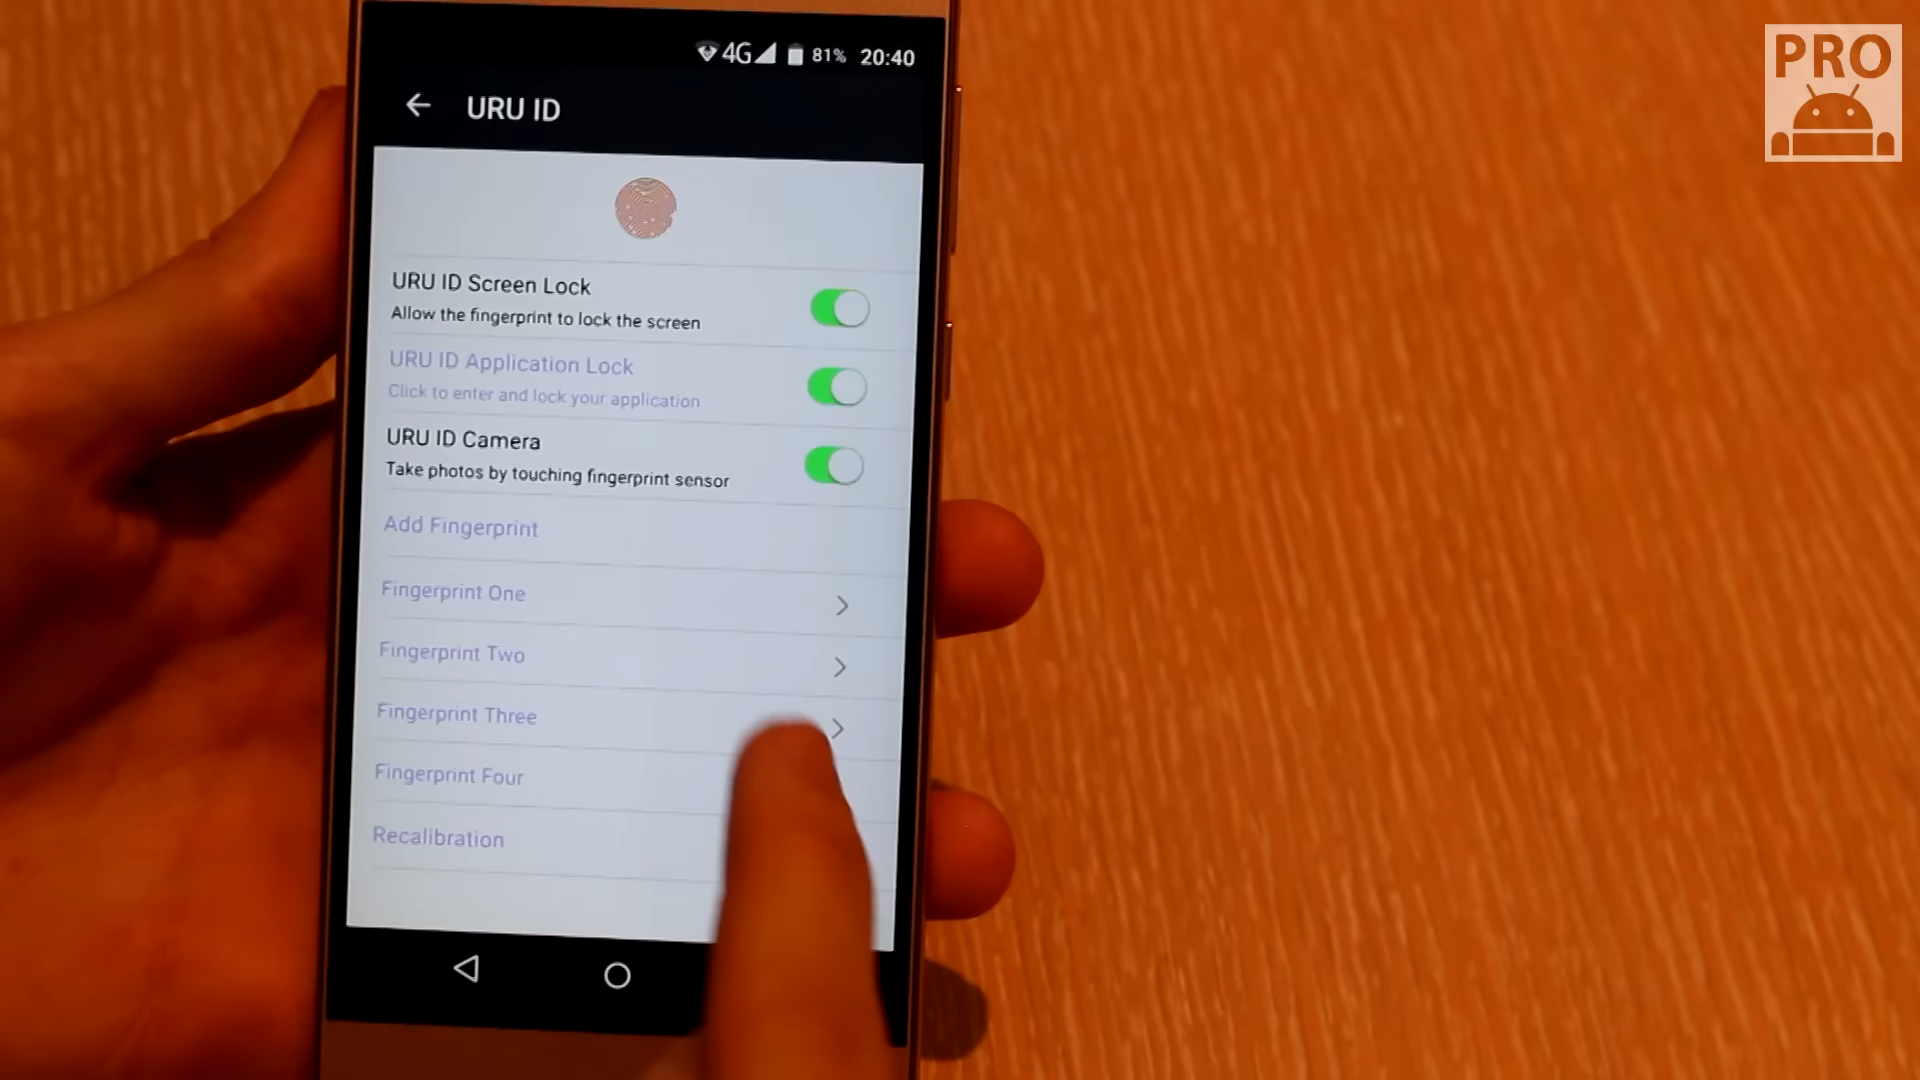 4G 81% 20:40
PRO
URU ID
URU ID Screen Lock
Allow the fingerprint to lock the screen
URU ID Application Lock
Click to enter and lock your application
URU ID Camera
Take photos by touching fingerprint sensor
Add Fingerprint
Fingerprint One
Fingerprint Two
Fingerprint Three
Fingerprint Four
Recalibration